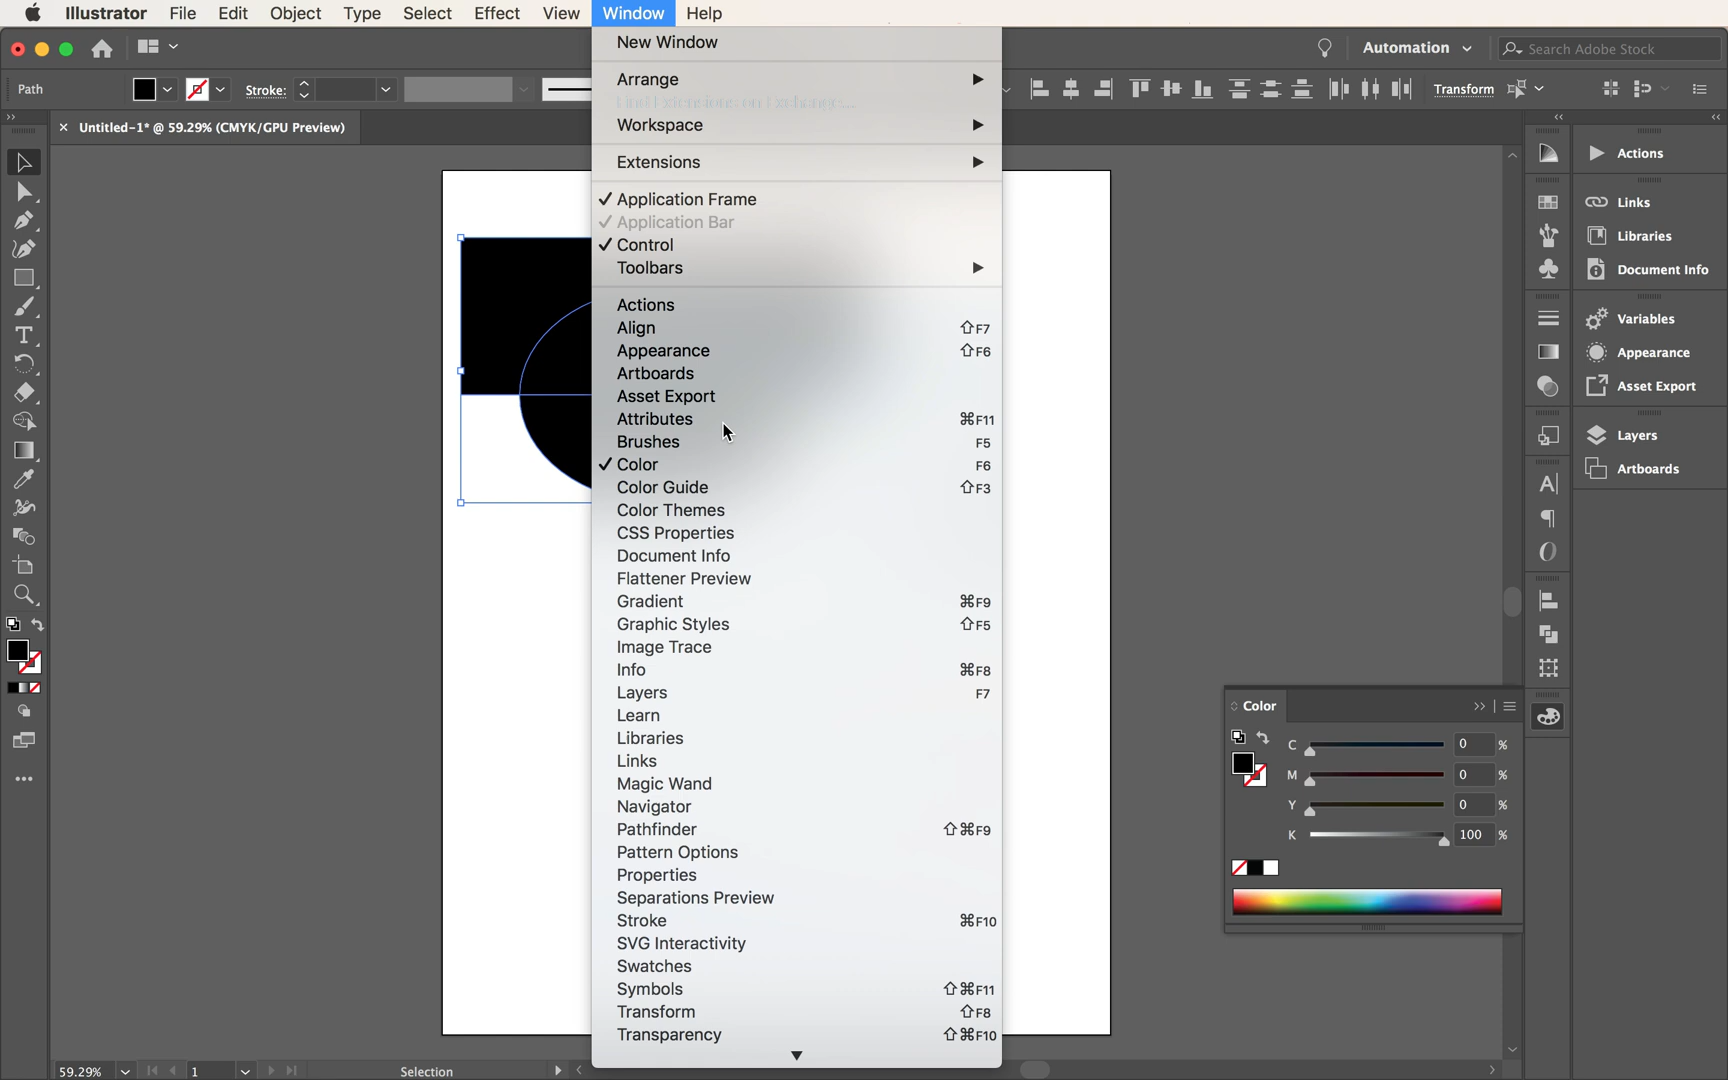 Illustrator File Edit Object Type Select Effect View Window Help
Automation
Search Adobe Stock
Path
Stroke:
Transform
Untitled-1* @ 59.29% (CMYK/GPU Preview)
New Window
Arrange
Find Extensions on Exchange...
Workspace
Extensions
✓ Application Frame
✓ Application Bar
✓ Control
Toolbars
Actions
Align ⇧F7
Appearance ⇧F6
Artboards
Asset Export
Attributes ⌘F11
Brushes F5
✓ Color F6
Color Guide ⇧F3
Color Themes
CSS Properties
Document Info
Flattener Preview
Gradient ⌘F9
Graphic Styles ⇧F5
Image Trace
Info ⌘F8
Layers F7
Learn
Libraries
Links
Magic Wand
Navigator
Pathfinder ⇧⌘F9
Pattern Options
Properties
Separations Preview
Stroke ⌘F10
SVG Interactivity
Swatches
Symbols ⇧⌘F11
Transform ⇧F8
Transparency ⇧⌘F10
Actions
Links
Libraries
Document Info
Variables
Appearance
Asset Export
Layers
Artboards
Color
C 0 %
M 0 %
Y 0 %
K 100 %
59.29%
1
Selection